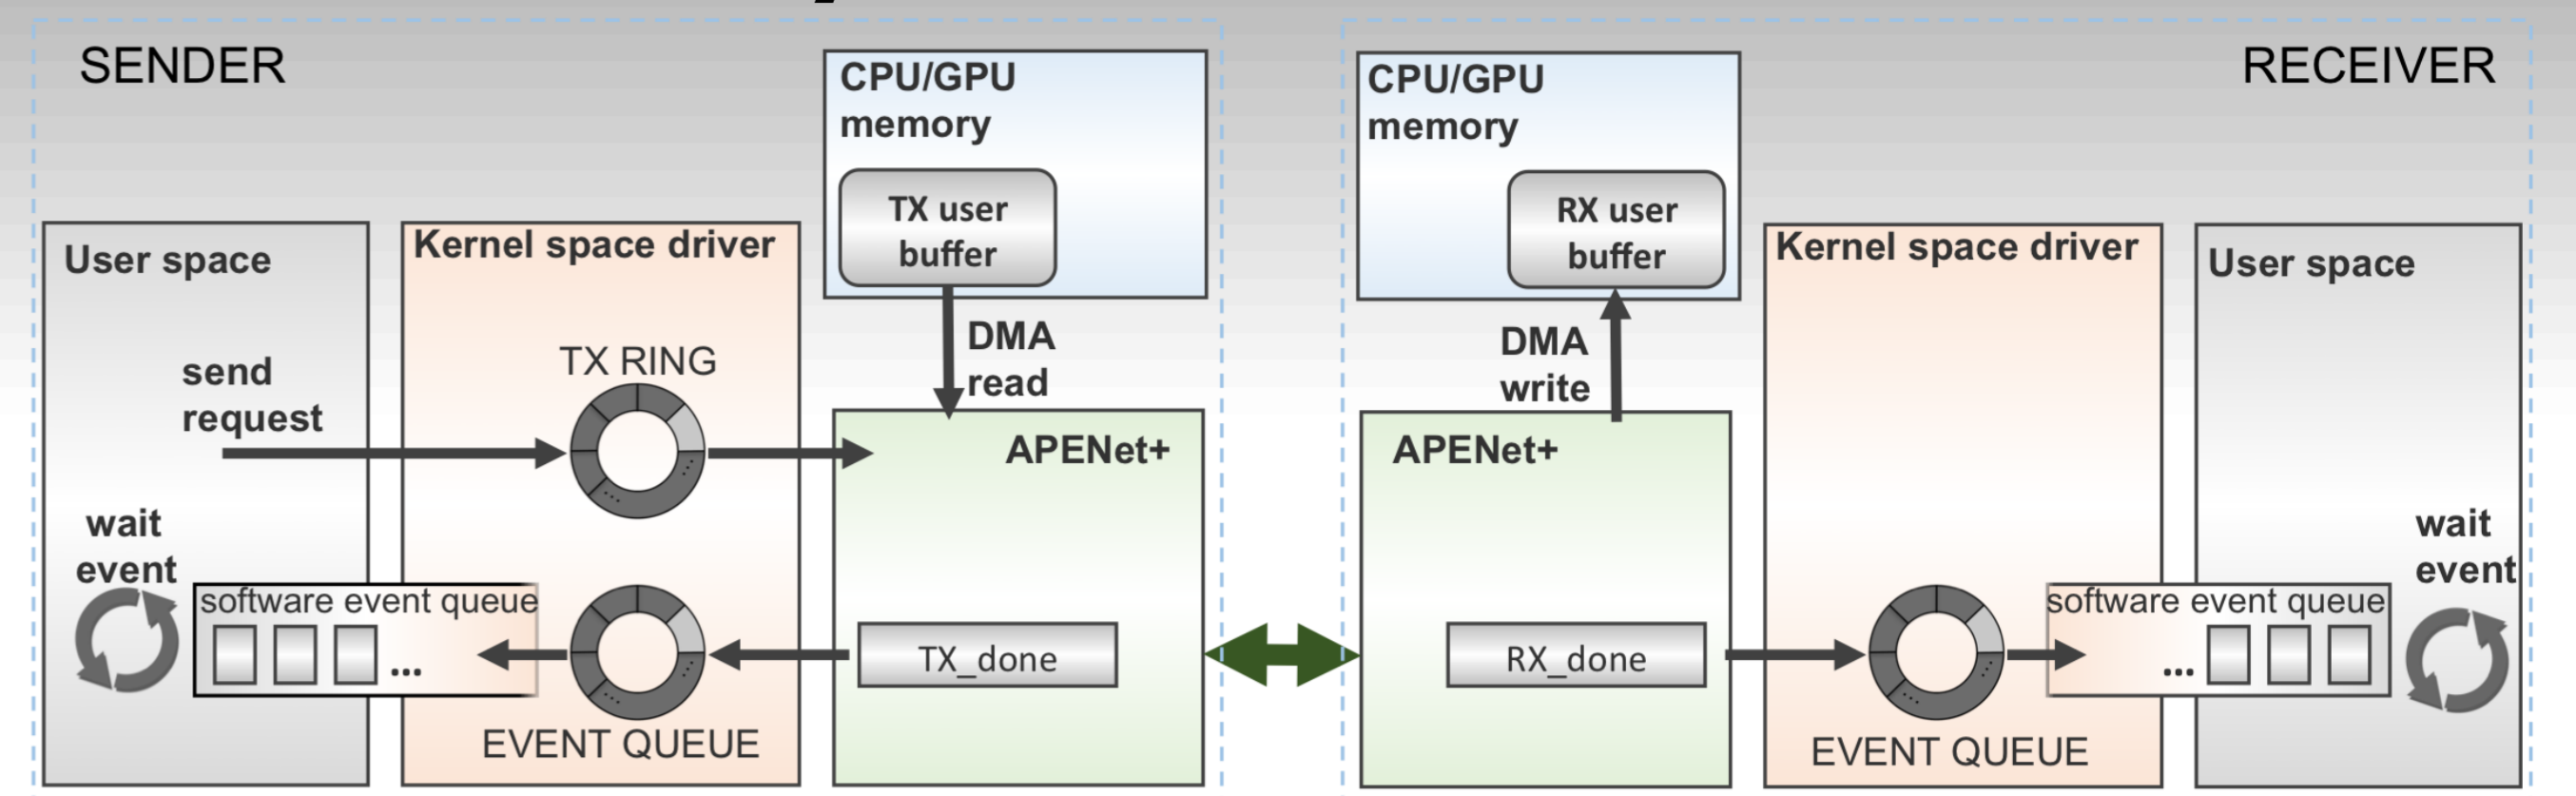 SENDER
CPU/GPU
memory
TX user
buffer
User space
Kernel space driver
DMA
read
send
request
TX RING
APENet+
wait
event
software event queue
...
TX_done
EVENT QUEUE
RECEIVER
CPU/GPU
memory
RX user
buffer
Kernel space driver
User space
DMA
write
APENet+
wait
event
software event queue
...
RX_done
EVENT QUEUE